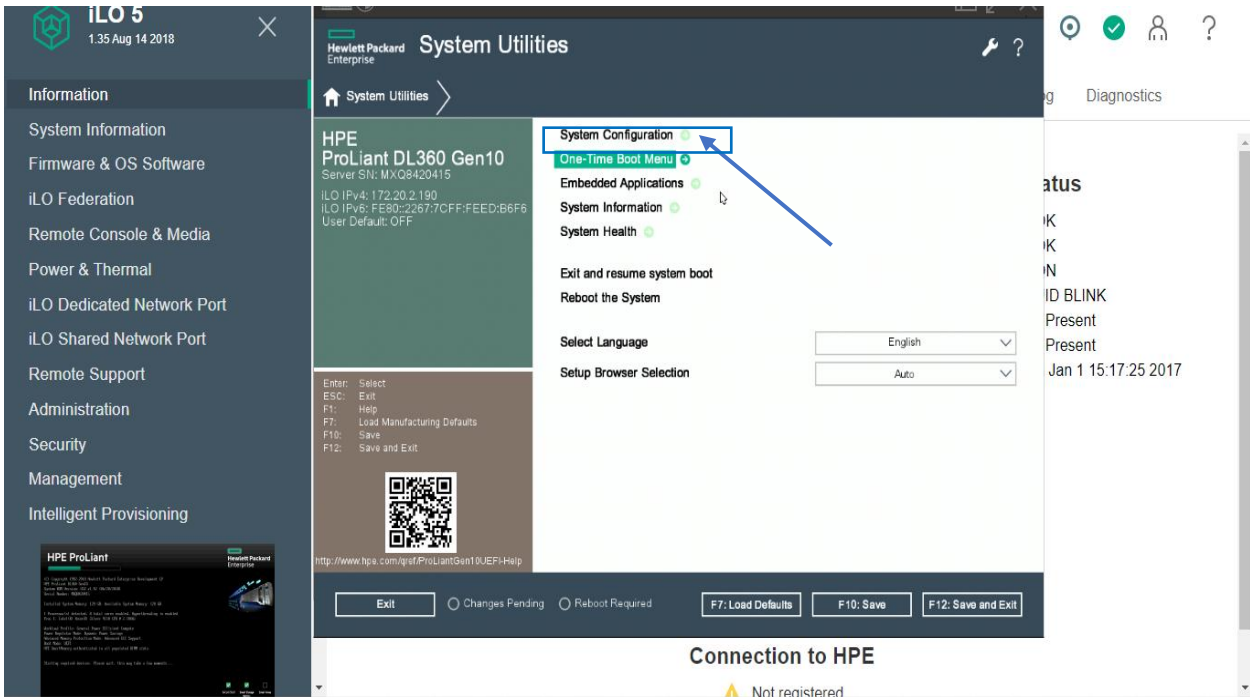 iLO 5
1.35 Aug 14 2018
Information
System Information
Firmware & OS Software
iLO Federation
Remote Console & Media
Power & Thermal
iLO Dedicated Network Port
iLO Shared Network Port
Remote Support
Administration
Security
Management
Intelligent Provisioning
HPE ProLiant
Hewlett Packard
Enterprise
Hewlett Packard
Enterprise
System Utilities
?
System Utilities
HPE
ProLiant DL360 Gen10
Server SN: MXQ8420415
iLO IPv4: 172.20.2.190
iLO IPv6: FE80::2267:7CFF:FEED:B6F6
User Default: OFF
Enter: Select
ESC: Exit
F1: Help
F7: Load Manufacturing Defaults
F10: Save
F12: Save and Exit
http://www.hpe.com/qref/ProLiantGen10UEFI-Help
System Configuration
One-Time Boot Menu
Embedded Applications
System Information
System Health
Exit and resume system boot
Reboot the System
Select Language English
Setup Browser Selection Auto
Exit Changes Pending Reboot Required F7: Load Defaults F10: Save F12: Save and Exit
?
g Diagnostics
atus
K
K
N
ID BLINK
Present
Present
Jan 1 15:17:25 2017
Connection to HPE
Not registered